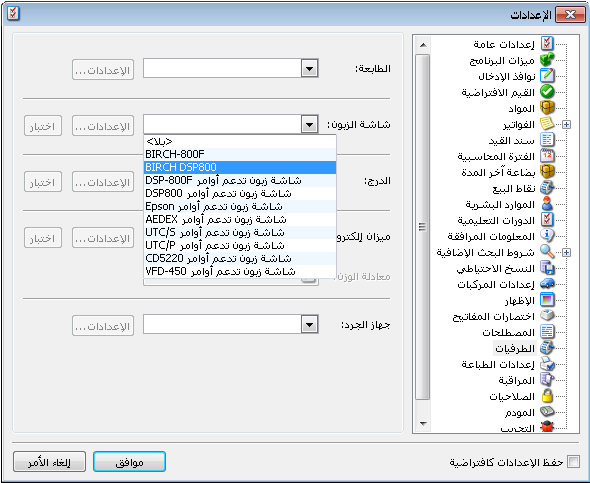 الإعدادات
إعدادات عامة
ميزات البرنامج
نوافذ الإدخال
القيم الافتراضية
المواد
الفواتير
سند القيد
الفترة المحاسبية
بضاعة آخر المدة
نقاط البيع
الموارد البشرية
الدورات التعليمية
المعلومات المرافقة
شروط البحث الإضافية
النسخ الاحتياطي
إعدادات المركبات
الإظهار
اختصارات المفاتيح
المصطلحات
الطرفيات
إعدادات الطباعة
المراقبة
الصلاحيات
المودم
التجريب
الطابعة:
الإعدادات...
شاشة الزبون:
الإعدادات...
اختبار
<بلا>
BIRCH-800F
BIRCH DSP800
شاشة زبون تدعم أوامر DSP-800F
شاشة زبون تدعم أوامر DSP800
شاشة زبون تدعم أوامر Epson
شاشة زبون تدعم أوامر AEDEX
شاشة زبون تدعم أوامر UTC/S
شاشة زبون تدعم أوامر UTC/P
شاشة زبون تدعم أوامر CD5220
شاشة زبون تدعم أوامر VFD-450
الدرج:
الإعدادات...
اختبار
ميزان إلكترو
الإعدادات...
اختبار
معادلة الوزن:
جهاز الجرد:
الإعدادات...
حفظ الإعدادات كافتراضية
موافق
إلغاء الأمر